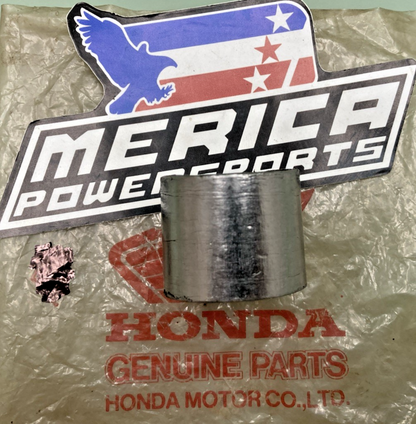 MERICA
POWERSPORTS
HONDA
GENUINE PARTS
HONDA MOTOR CO.,LTD.